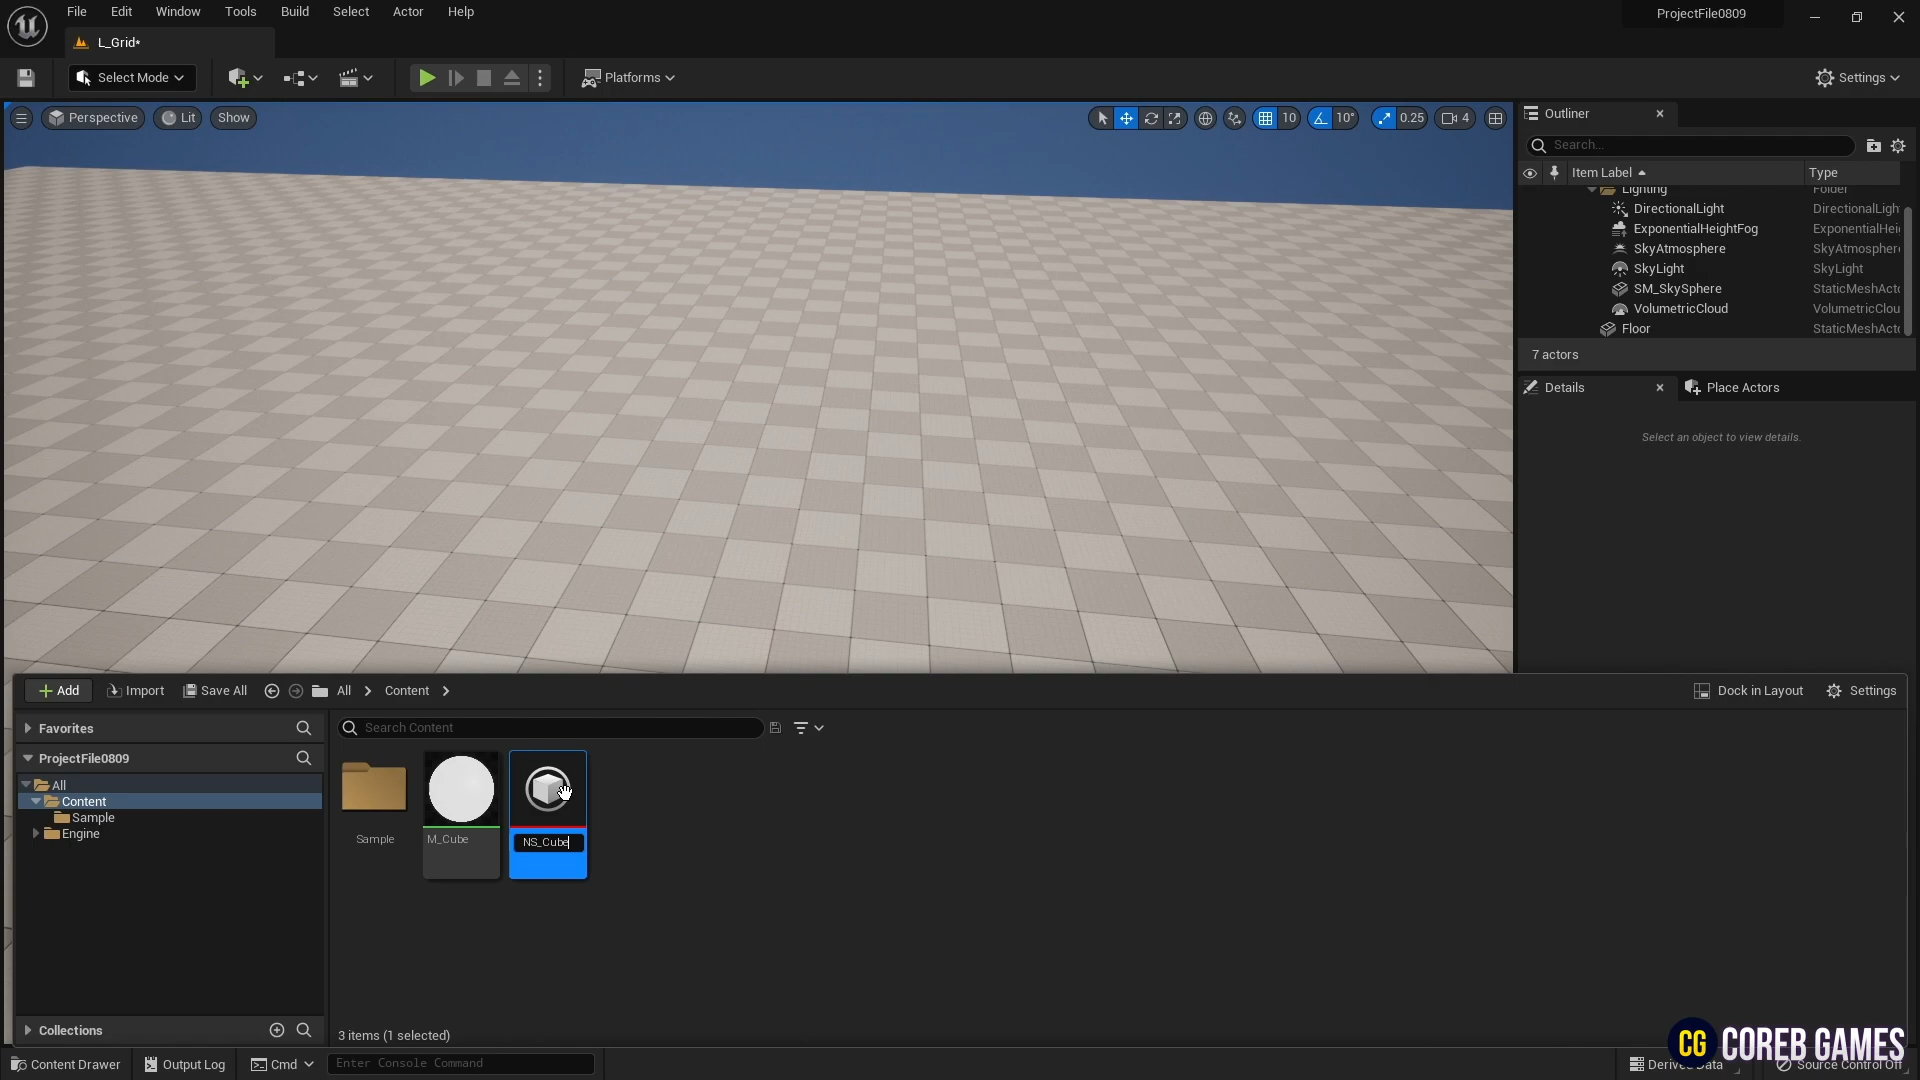 File Edit Window Tools Build Select Actor Help
ProjectFile0809
L_Grid*
Select Mode
Platforms
Settings
Perspective Lit Show
10 10° 0.25 4
Outliner
Search...
Item Label Type
Lighting Folder
DirectionalLight DirectionalLigh
ExponentialHeightFog ExponentialHei
SkyAtmosphere SkyAtmospher
SkyLight SkyLight
SM_SkySphere StaticMeshAct
VolumetricCloud VolumetricClou
Floor StaticMeshAct
7 actors
Details Place Actors
Select an object to view details.
Add Import Save All All Content
Dock in Layout Settings
Favorites
Search Content
ProjectFile0809
All
Content
Sample
Engine
Sample
M_Cube
NS_Cube
Collections
3 items (1 selected)
CG COREB GAMES
Content Drawer Output Log Cmd Enter Console Command
Derived Data Source Control Off